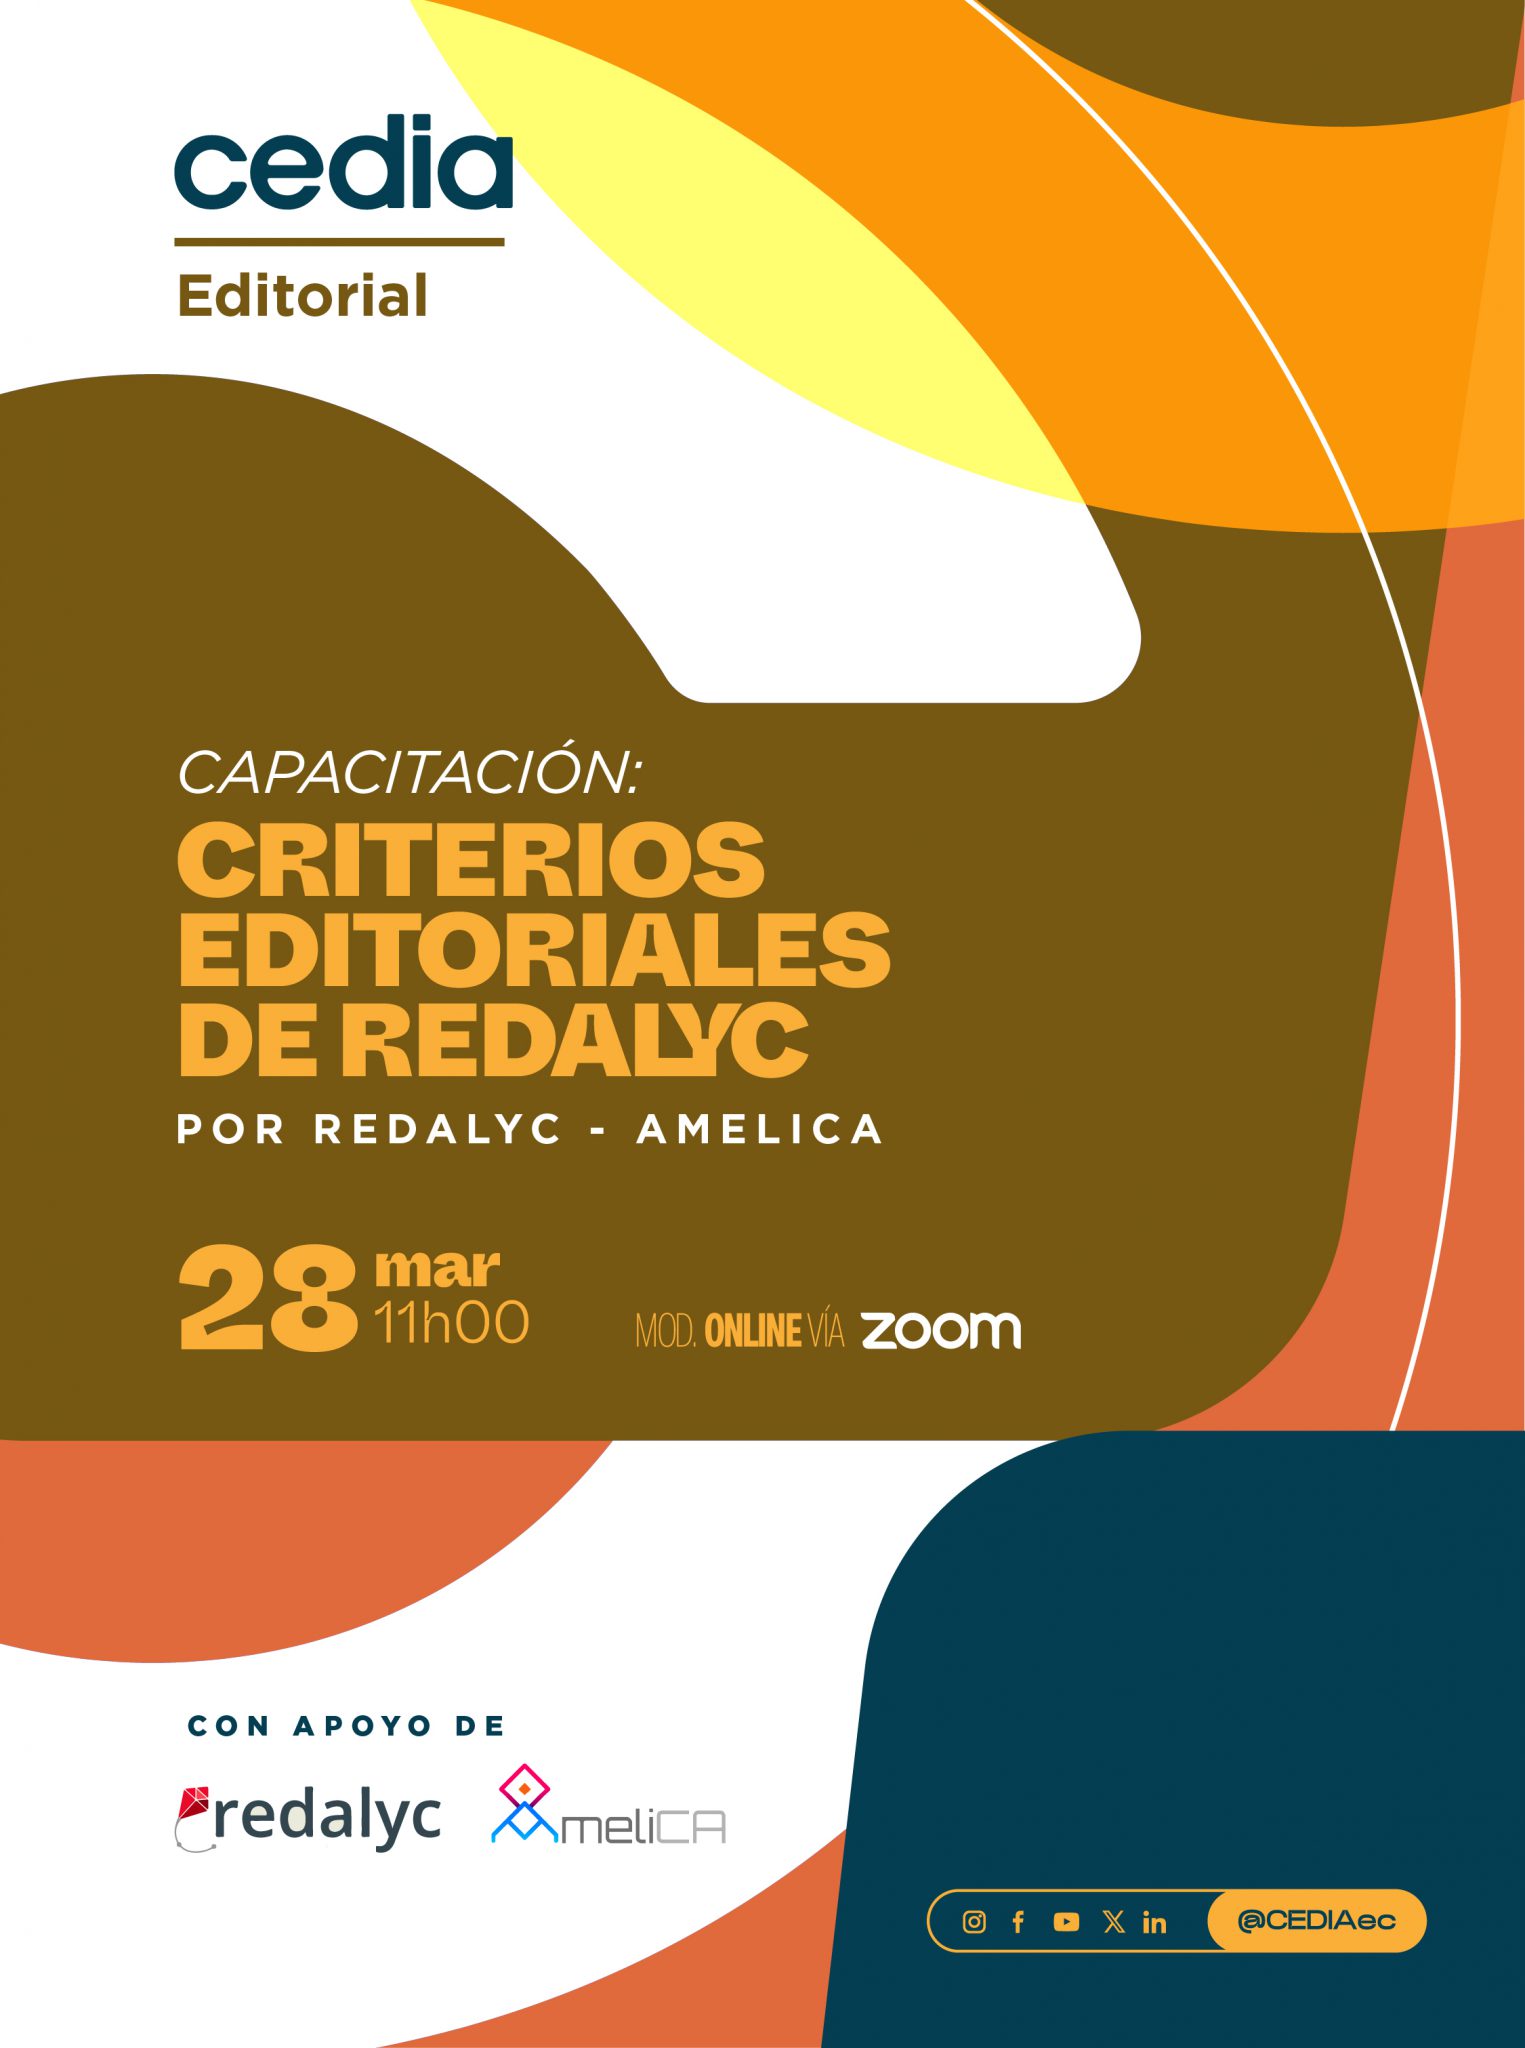 cedia
Editorial
CAPACITACIÓN:
CRITERIOS
EDITORIALES
DE REDALYC
POR REDALYC - AMELICA
28 mar
11h00
MOD. ONLINE VÍA zoom
CON APOYO DE
redalyc
meliCA
@CEDIAec